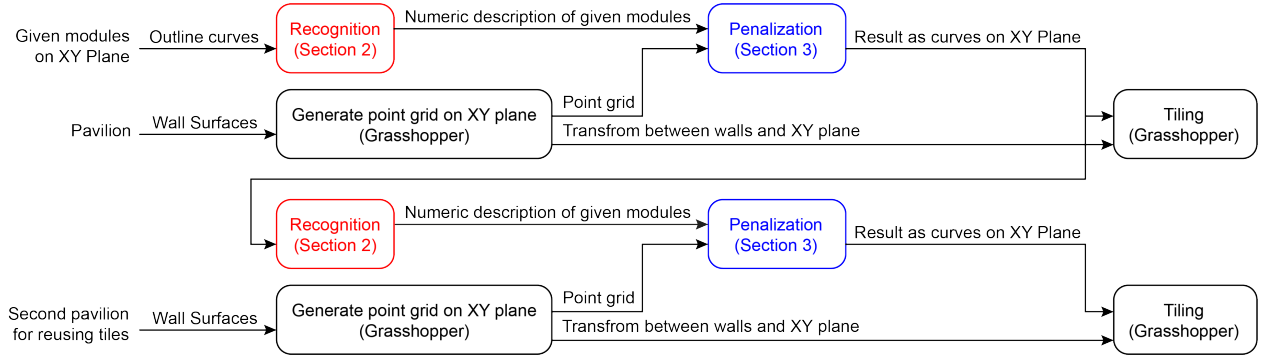 Given modules
on XY Plane
Outline curves
Recognition
(Section 2)
Numeric description of given modules
Penalization
(Section 3)
Result as curves on XY Plane
Pavilion
Wall Surfaces
Generate point grid on XY plane
(Grasshopper)
Point grid
Transfrom between walls and XY plane
Tiling
(Grasshopper)
Recognition
(Section 2)
Numeric description of given modules
Penalization
(Section 3)
Result as curves on XY Plane
Second pavilion
for reusing tiles
Wall Surfaces
Generate point grid on XY plane
(Grasshopper)
Point grid
Transfrom between walls and XY plane
Tiling
(Grasshopper)